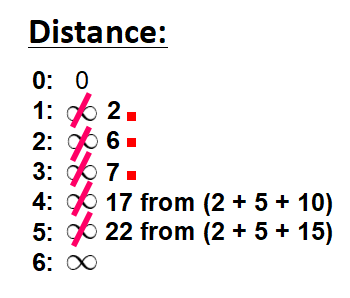 Distance:
0: 0
1: ∞ 2
2: ∞ 6
3: ∞ 7
4: ∞ 17 from (2 + 5 + 10)
5: ∞ 22 from (2 + 5 + 15)
6: ∞